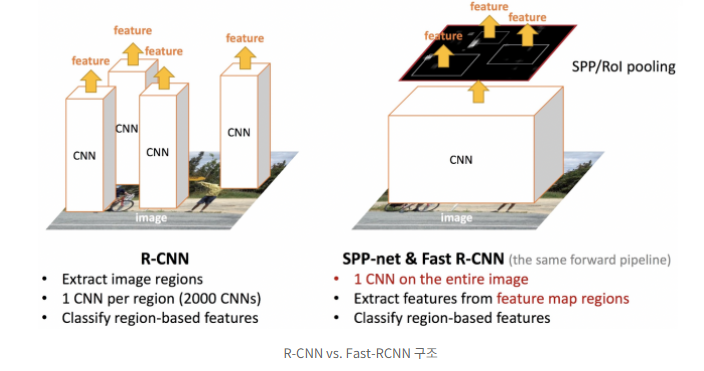 feature
feature
feature
feature
CNN
CNN
CNN
CNN
image
R-CNN
• Extract image regions
• 1 CNN per region (2000 CNNs)
• Classify region-based features
feature
feature
feature
SPP/RoI pooling
CNN
image
SPP-net & Fast R-CNN (the same forward pipeline)
• 1 CNN on the entire image
• Extract features from feature map regions
• Classify region-based features
R-CNN vs. Fast-RCNN 구조